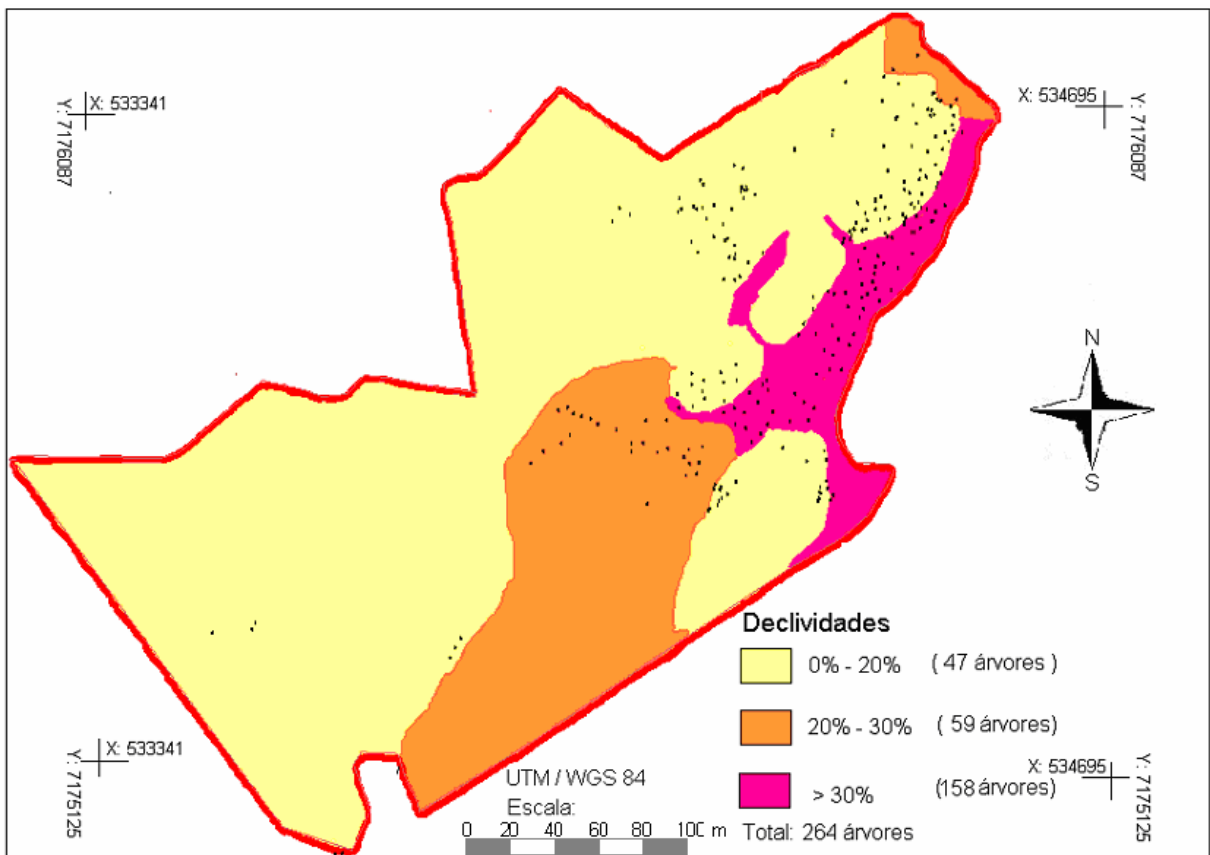 X: 533341
Y: 7176087
X: 534695
Y: 7176087
N
S
Declividades
0% - 20% ( 47 árvores )
20% - 30% ( 59 árvores)
> 30% (158 árvores)
Total: 264 árvores
X: 533341
Y: 7175125
X: 534695
Y: 7175125
UTM / WGS 84
Escala:
0 20 40 60 80 100 m